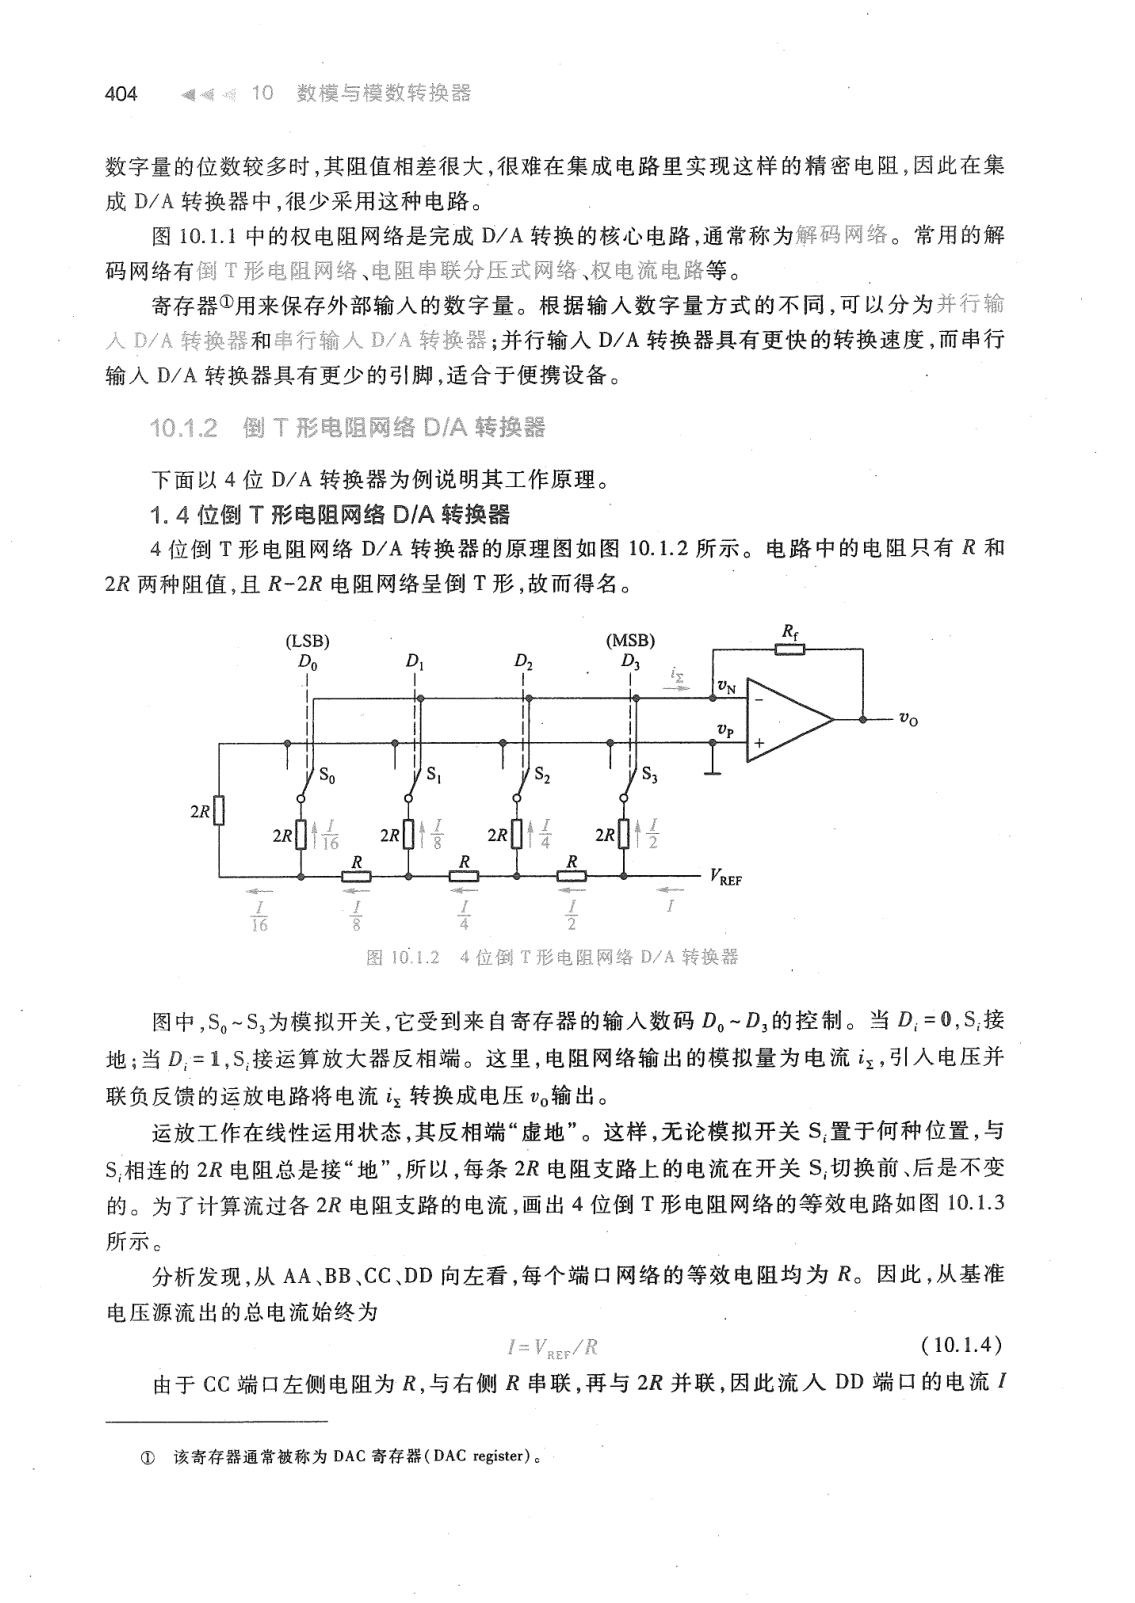 404 10 数模与模数转换器
数字量的位数较多时,其阻值相差很大,很难在集成电路里实现这样的精密电阻,因此在集
成 D/A 转换器中,很少采用这种电路。
图 10.1.1 中的权电阻网络是完成 D/A 转换的核心电路,通常称为解码网络。常用的解
码网络有倒 T 形电阻网络、电阻串联分压式网络、权电流电路等。
寄存器①用来保存外部输入的数字量。根据输入数字量方式的不同,可以分为并行输
入 D/A 转换器和串行输入 D/A 转换器;并行输入 D/A 转换器具有更快的转换速度,而串行
输入 D/A 转换器具有更少的引脚,适合于便携设备。
10.1.2 倒 T 形电阻网络 D/A 转换器
下面以 4 位 D/A 转换器为例说明其工作原理。
1. 4 位倒 T 形电阻网络 D/A 转换器
4 位倒 T 形电阻网络 D/A 转换器的原理图如图 10.1.2 所示。电路中的电阻只有 R 和
2R 两种阻值,且 R-2R 电阻网络呈倒 T 形,故而得名。
(LSB) (MSB) Rf
D0 D1 D2 D3 iΣ
vN −
vO
vP +
S0 S1 S2 S3
2R
2R I/16 2R I/8 2R I/4 2R I/2
R R R VREF
I/16 I/8 I/4 I/2 I
图 10.1.2 4 位倒 T 形电阻网络 D/A 转换器
图中,S₀~S₃为模拟开关,它受到来自寄存器的输入数码 D₀~D₃的控制。当 Dᵢ=0,Sᵢ接
地;当 Dᵢ=1,Sᵢ接运算放大器反相端。这里,电阻网络输出的模拟量为电流 iΣ,引入电压并
联负反馈的运放电路将电流 iΣ 转换成电压 vO输出。
运放工作在线性运用状态,其反相端“虚地”。这样,无论模拟开关 Sᵢ置于何种位置,与
Sᵢ相连的 2R 电阻总是接“地”,所以,每条 2R 电阻支路上的电流在开关 Sᵢ切换前、后是不变
的。为了计算流过各 2R 电阻支路的电流,画出 4 位倒 T 形电阻网络的等效电路如图 10.1.3
所示。
分析发现,从 AA、BB、CC、DD 向左看,每个端口网络的等效电阻均为 R。因此,从基准
电压源流出的总电流始终为
I=VREF/R (10.1.4)
由于 CC 端口左侧电阻为 R,与右侧 R 串联,再与 2R 并联,因此流入 DD 端口的电流 I
① 该寄存器通常被称为 DAC 寄存器(DAC register)。